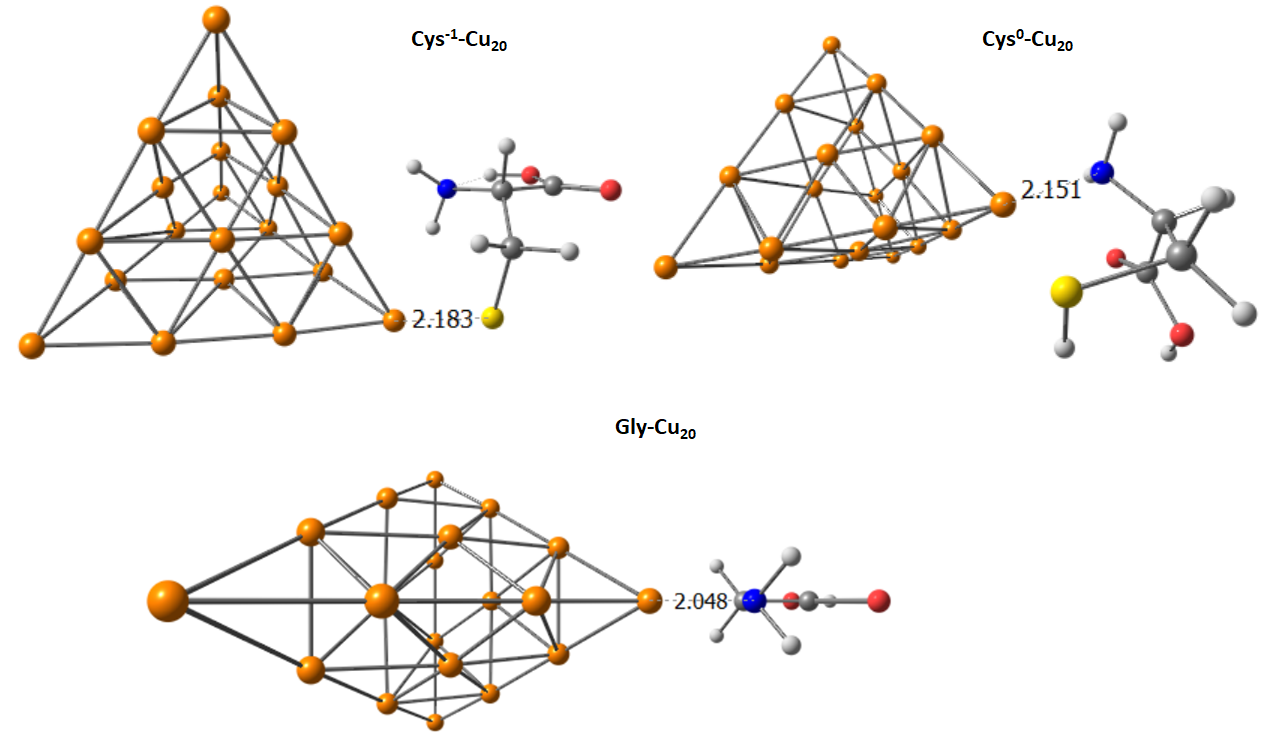 Cys⁻¹-Cu₂₀
Cys⁰-Cu₂₀
2.151
2.183
Gly-Cu₂₀
2.048